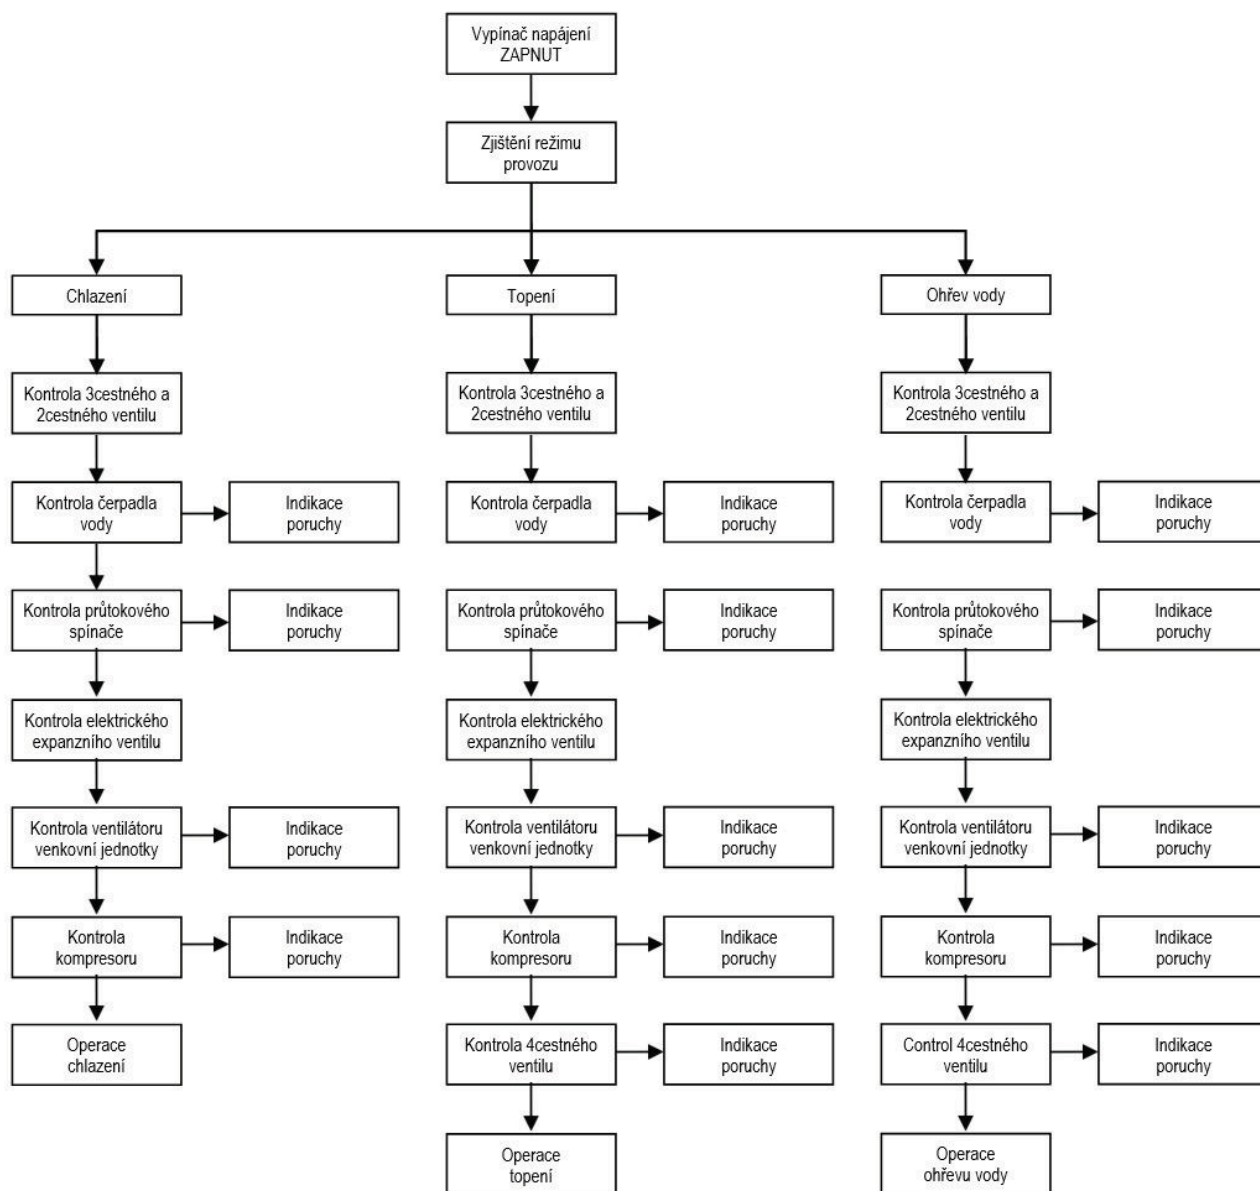 Vypínač napájení
ZAPNUT
Zjištění režimu
provozu
Chlazení
Topení
Ohřev vody
Kontrola 3cestného a
2cestného ventilu
Kontrola 3cestného a
2cestného ventilu
Kontrola 3cestného a
2cestného ventilu
Kontrola čerpadla
vody
Indikace
poruchy
Kontrola čerpadla
vody
Indikace
poruchy
Kontrola čerpadla
vody
Indikace
poruchy
Kontrola průtokového
spínače
Indikace
poruchy
Kontrola průtokového
spínače
Indikace
poruchy
Kontrola průtokového
spínače
Indikace
poruchy
Kontrola elektrického
expanzního ventilu
Kontrola elektrického
expanzního ventilu
Kontrola elektrického
expanzního ventilu
Kontrola ventilátoru
venkovní jednotky
Indikace
poruchy
Kontrola ventilátoru
venkovní jednotky
Indikace
poruchy
Kontrola ventilátoru
venkovní jednotky
Indikace
poruchy
Kontrola
kompresoru
Indikace
poruchy
Kontrola
kompresoru
Indikace
poruchy
Kontrola
kompresoru
Indikace
poruchy
Operace
chlazení
Kontrola 4cestného
ventilu
Indikace
poruchy
Control 4cestného
ventilu
Indikace
poruchy
Operace
topení
Operace
ohřevu vody